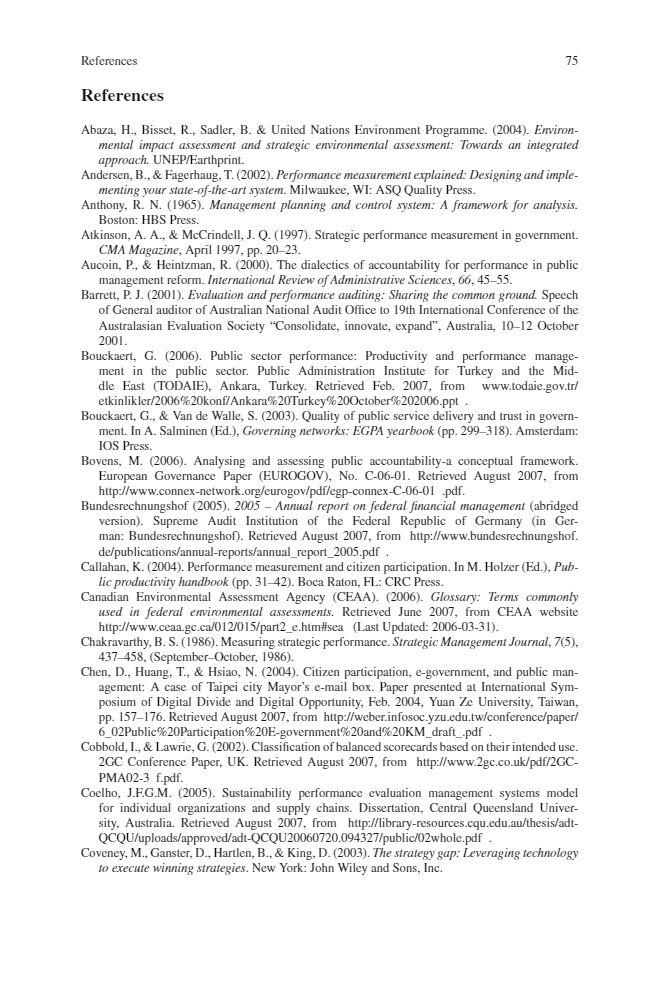 References 75
References
Abaza, H., Bisset, R., Sadler, B. & United Nations Environment Programme. (2004). Environ-
mental impact assessment and strategic environmental assessment: Towards an integrated
approach. UNEP/Earthprint.
Andersen, B., & Fagerhaug, T. (2002). Performance measurement explained: Designing and imple-
menting your state-of-the-art system. Milwaukee, WI: ASQ Quality Press.
Anthony, R. N. (1965). Management planning and control system: A framework for analysis.
Boston: HBS Press.
Atkinson, A. A., & McCrindell, J. Q. (1997). Strategic performance measurement in government.
CMA Magazine, April 1997, pp. 20–23.
Aucoin, P., & Heintzman, R. (2000). The dialectics of accountability for performance in public
management reform. International Review of Administrative Sciences, 66, 45–55.
Barrett, P. J. (2001). Evaluation and performance auditing: Sharing the common ground. Speech
of General auditor of Australian National Audit Office to 19th International Conference of the
Australasian Evaluation Society “Consolidate, innovate, expand”, Australia, 10–12 October
2001.
Bouckaert, G. (2006). Public sector performance: Productivity and performance manage-
ment in the public sector. Public Administration Institute for Turkey and the Mid-
dle East (TODAIE), Ankara, Turkey. Retrieved Feb. 2007, from www.todaie.gov.tr/
etkinlikler/2006%20konf/Ankara%20Turkey%20October%202006.ppt .
Bouckaert, G., & Van de Walle, S. (2003). Quality of public service delivery and trust in govern-
ment. In A. Salminen (Ed.), Governing networks: EGPA yearbook (pp. 299–318). Amsterdam:
IOS Press.
Bovens, M. (2006). Analysing and assessing public accountability-a conceptual framework.
European Governance Paper (EUROGOV), No. C-06-01. Retrieved August 2007, from
http://www.connex-network.org/eurogov/pdf/egp-connex-C-06-01 .pdf.
Bundesrechnungshof (2005). 2005 – Annual report on federal financial management (abridged
version). Supreme Audit Institution of the Federal Republic of Germany (in Ger-
man: Bundesrechnungshof). Retrieved August 2007, from http://www.bundesrechnungshof.
de/publications/annual-reports/annual_report_2005.pdf .
Callahan, K. (2004). Performance measurement and citizen participation. In M. Holzer (Ed.), Pub-
lic productivity handbook (pp. 31–42). Boca Raton, FL: CRC Press.
Canadian Environmental Assessment Agency (CEAA). (2006). Glossary: Terms commonly
used in federal environmental assessments. Retrieved June 2007, from CEAA website
http://www.ceaa.gc.ca/012/015/part2_e.htm#sea (Last Updated: 2006-03-31).
Chakravarthy, B. S. (1986). Measuring strategic performance. Strategic Management Journal, 7(5),
437–458, (September–October, 1986).
Chen, D., Huang, T., & Hsiao, N. (2004). Citizen participation, e-government, and public man-
agement: A case of Taipei city Mayor’s e-mail box. Paper presented at International Sym-
posium of Digital Divide and Digital Opportunity, Feb. 2004, Yuan Ze University, Taiwan,
pp. 157–176. Retrieved August 2007, from http://weber.infosoc.yzu.edu.tw/conference/paper/
6_02Public%20Participation%20E-government%20and%20KM_draft_.pdf .
Cobbold, I., & Lawrie, G. (2002). Classification of balanced scorecards based on their intended use.
2GC Conference Paper, UK. Retrieved August 2007, from http://www.2gc.co.uk/pdf/2GC-
PMA02-3 f.pdf.
Coelho, J.F.G.M. (2005). Sustainability performance evaluation management systems model
for individual organizations and supply chains. Dissertation, Central Queensland Univer-
sity, Australia. Retrieved August 2007, from http://library-resources.cqu.edu.au/thesis/adt-
QCQU/uploads/approved/adt-QCQU20060720.094327/public/02whole.pdf .
Coveney, M., Ganster, D., Hartlen, B., & King, D. (2003). The strategy gap: Leveraging technology
to execute winning strategies. New York: John Wiley and Sons, Inc.